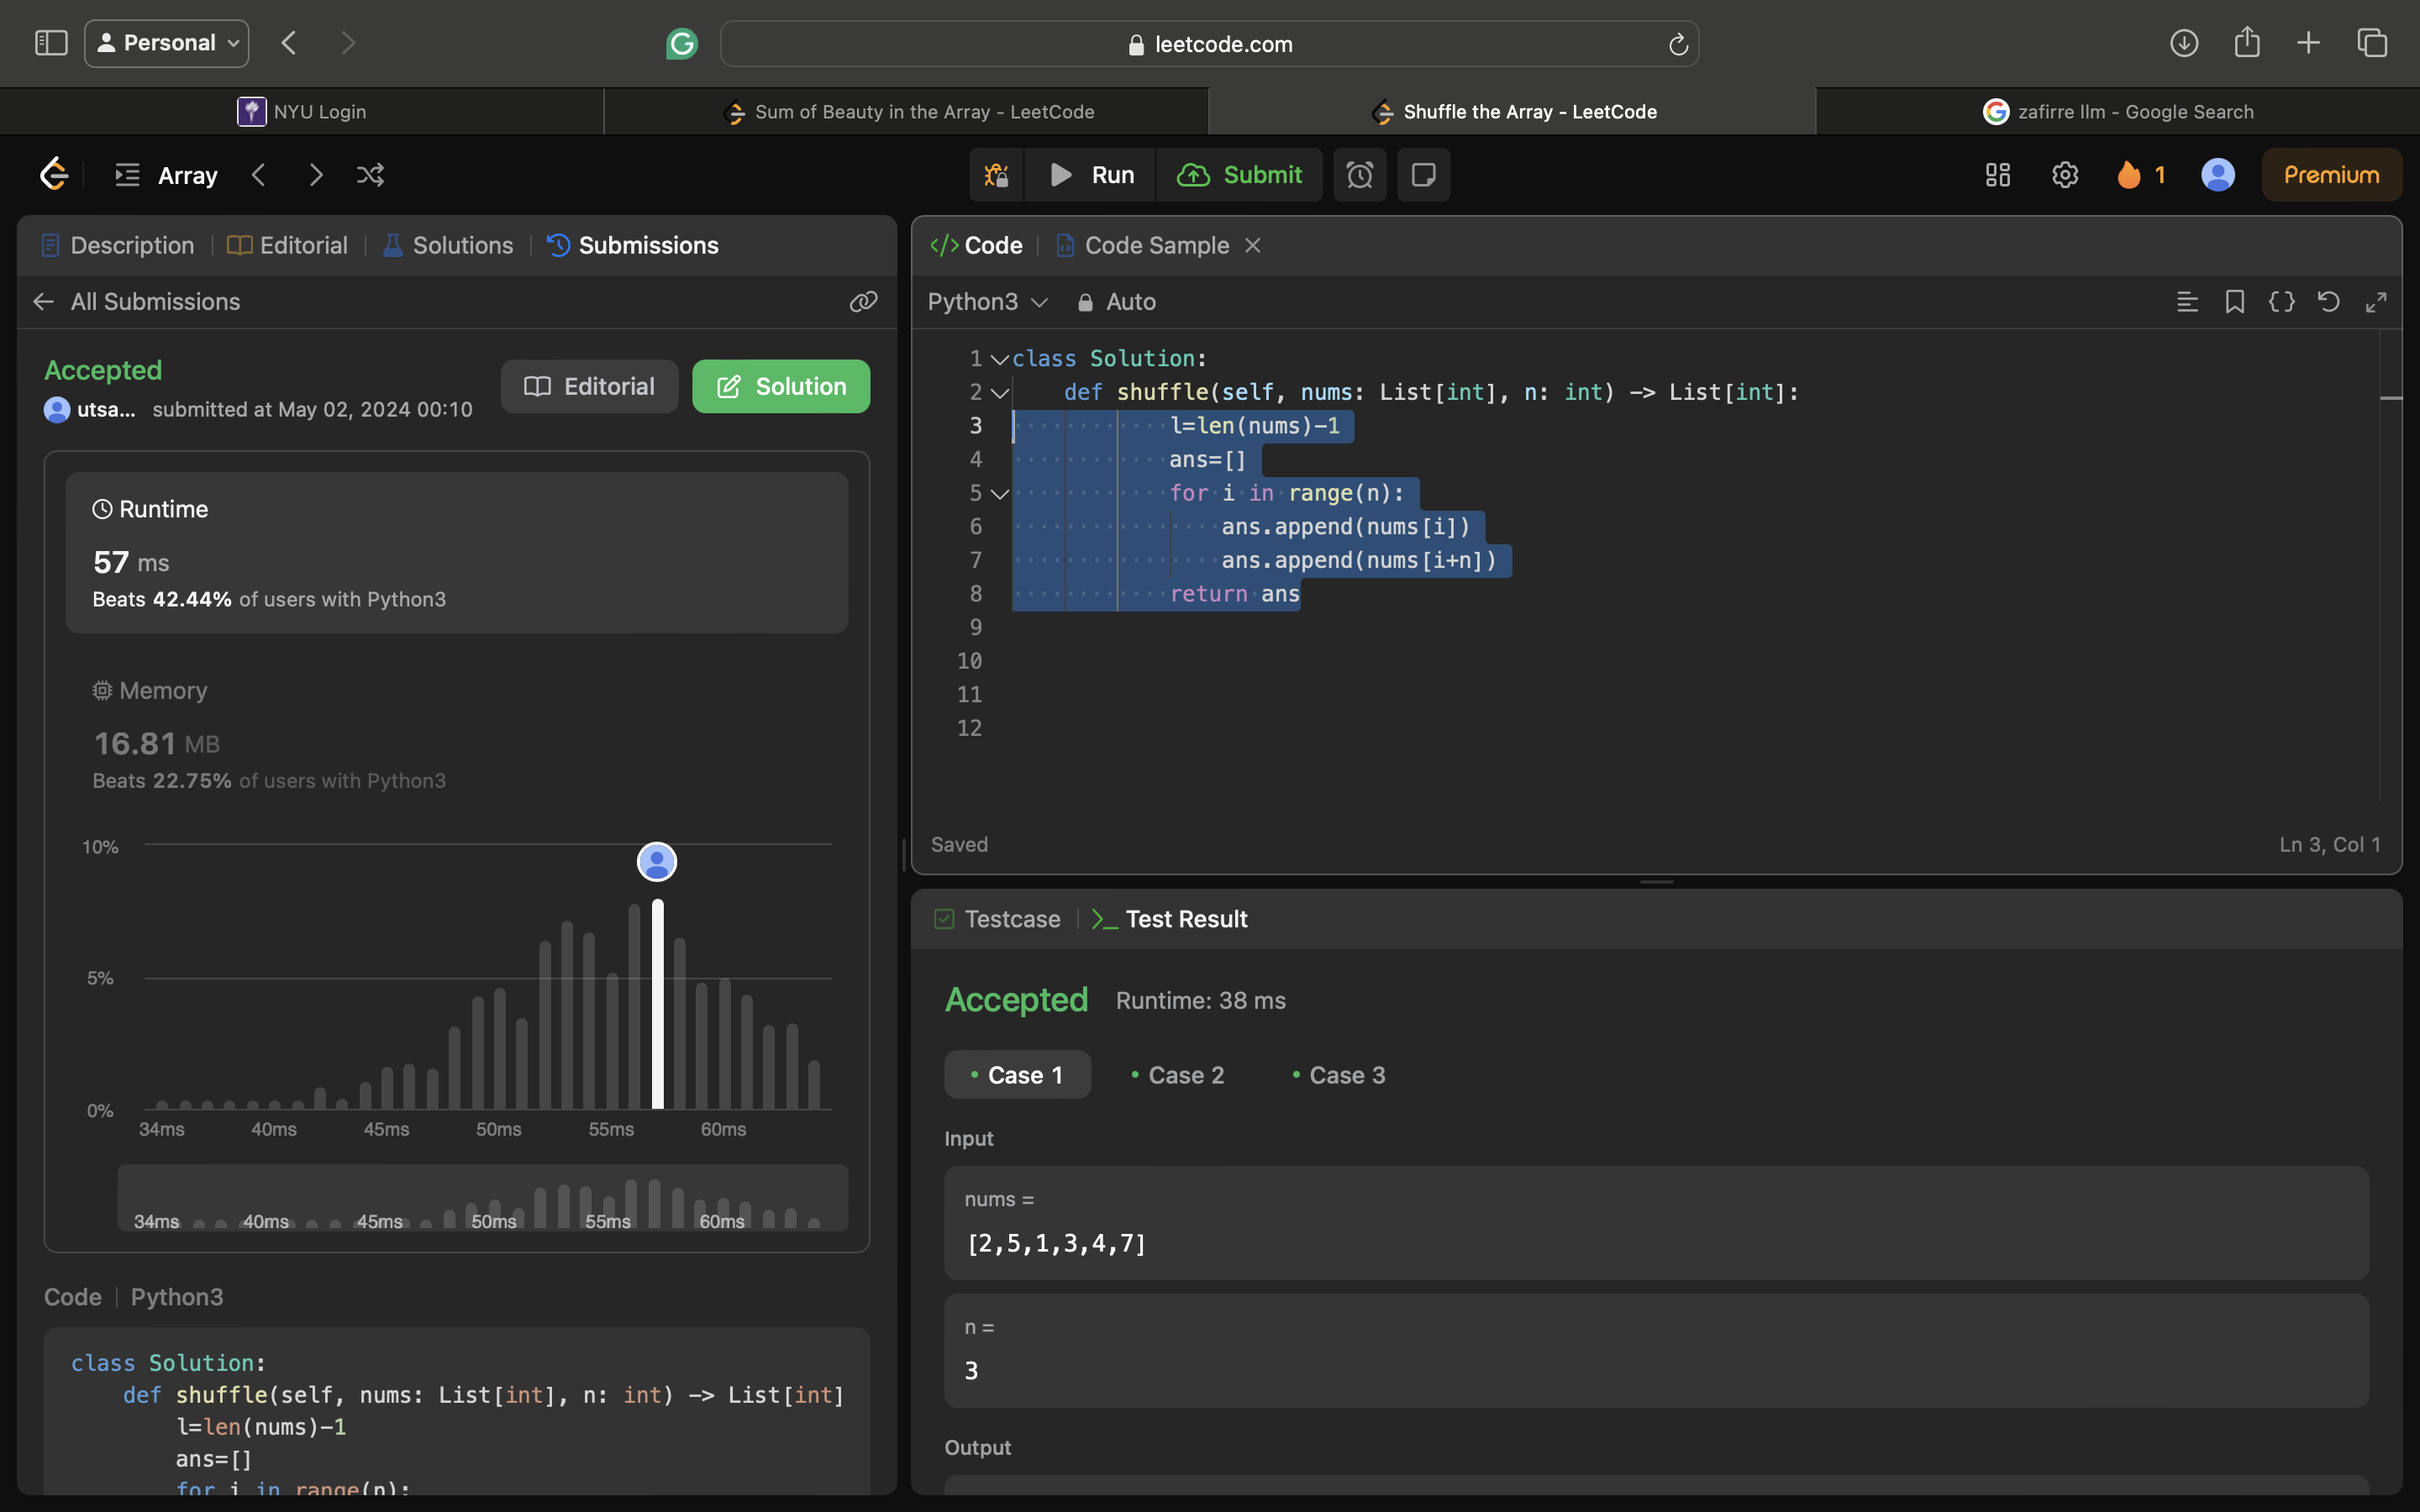 Personal
leetcode.com
NYU Login
Sum of Beauty in the Array - LeetCode
Shuffle the Array - LeetCode
zafirre llm - Google Search
Array
Run
Submit
1
Premium
Description
Editorial
Solutions
Submissions
All Submissions
Accepted
utsa... submitted at May 02, 2024 00:10
Editorial
Solution
Runtime
57 ms
Beats 42.44% of users with Python3
Memory
16.81 MB
Beats 22.75% of users with Python3
10%
5%
0%
34ms 40ms 45ms 50ms 55ms 60ms
34ms 40ms 45ms 50ms 55ms 60ms
Code | Python3
class Solution:
    def shuffle(self, nums: List[int], n: int) -> List[int]
        l=len(nums)-1
        ans=[]
        for i in range(n):
</> Code
Code Sample
Python3
Auto
1 class Solution:
2     def shuffle(self, nums: List[int], n: int) -> List[int]:
3             l=len(nums)-1
4             ans=[]
5             for i in range(n):
6                 ans.append(nums[i])
7                 ans.append(nums[i+n])
8             return ans
9
10
11
12
Saved
Ln 3, Col 1
Testcase
>_ Test Result
Accepted Runtime: 38 ms
Case 1
Case 2
Case 3
Input
nums =
[2,5,1,3,4,7]
n =
3
Output